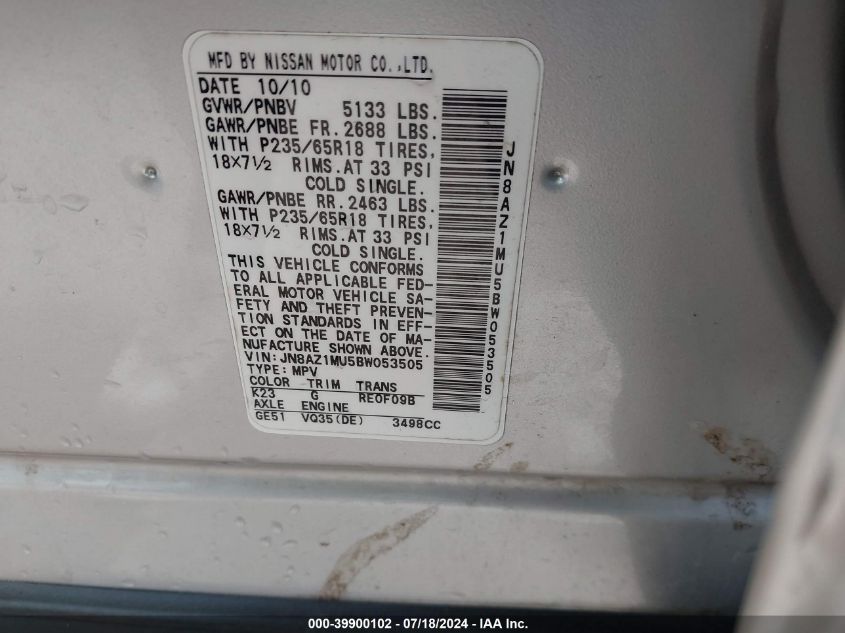 MFD BY NISSAN MOTOR CO.,LTD.
DATE 10/10
GVWR/PNBV 5133 LBS.
GAWR/PNBE FR. 2688 LBS.
WITH P235/65R18 TIRES,
18X7½ RIMS. AT 33 PSI
COLD SINGLE.
GAWR/PNBE RR. 2463 LBS.
WITH P235/65R18 TIRES,
18X7½ RIMS. AT 33 PSI
COLD SINGLE.
THIS VEHICLE CONFORMS
TO ALL APPLICABLE FED-
ERAL MOTOR VEHICLE SA-
FETY AND THEFT PREVEN-
TION STANDARDS IN EFF-
ECT ON THE DATE OF MA-
NUFACTURE SHOWN ABOVE.
VIN: JN8AZ1MU5BW053505
TYPE: MPV
COLOR TRIM TRANS
K23 G RE0F09B
AXLE ENGINE
GE51 VQ35(DE) 3498CC
JN8AZ1MU5BW053505
000-39900102 - 07/18/2024 - IAA Inc.